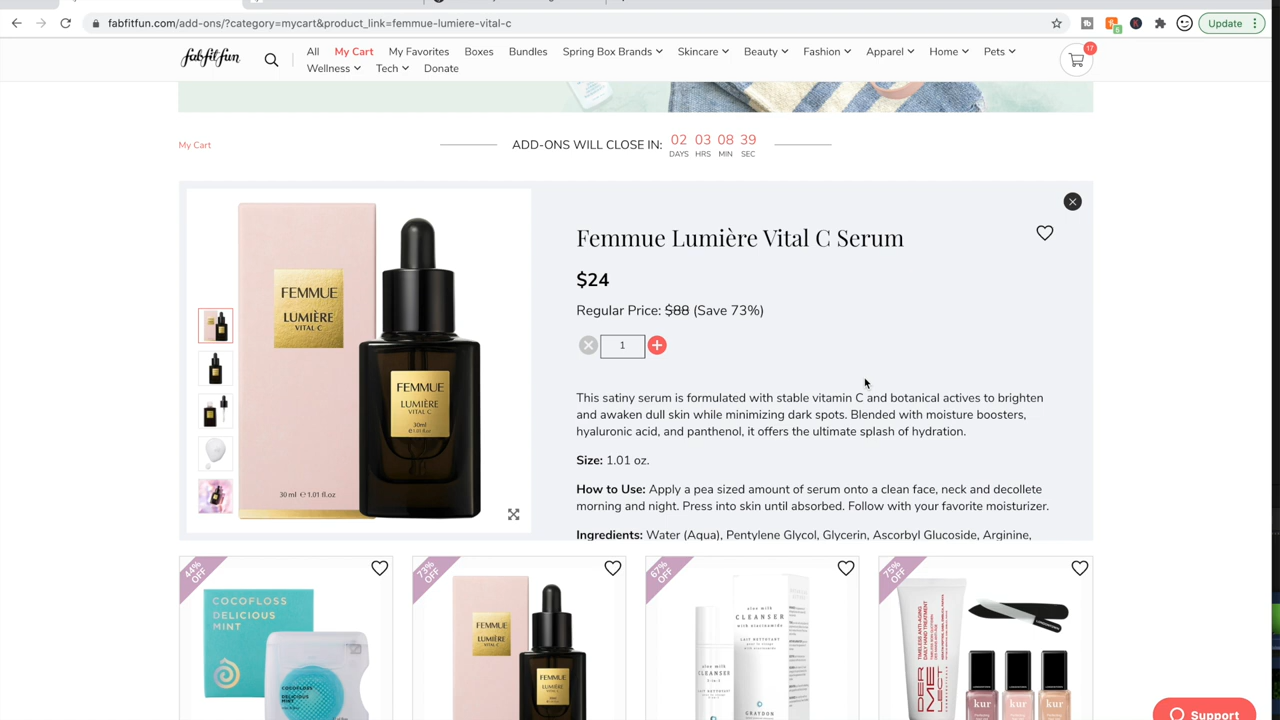 fabfitfun.com/add-ons/?category=mycart&product_link=femmue-lumiere-vital-c
Update
fabfitfun
All My Cart My Favorites Boxes Bundles Spring Box Brands Skincare Beauty Fashion Apparel Home Pets
Wellness Tech Donate
17
My Cart
ADD-ONS WILL CLOSE IN: 02 03 08 39
DAYS HRS MIN SEC
FEMMUE
LUMIÈRE
VITAL C
30 ml ℮ 1.01 fl.oz
FEMMUE
LUMIÈRE
VITAL C
30ml
Femmue Lumière Vital C Serum
$24
Regular Price: $88 (Save 73%)
1
This satiny serum is formulated with stable vitamin C and botanical actives to brighten
and awaken dull skin while minimizing dark spots. Blended with moisture boosters,
hyaluronic acid, and panthenol, it offers the ultimate splash of hydration.
Size: 1.01 oz.
How to Use: Apply a pea sized amount of serum onto a clean face, neck and decollete
morning and night. Press into skin until absorbed. Follow with your favorite moisturizer.
Ingredients: Water (Aqua), Pentylene Glycol, Glycerin, Ascorbyl Glucoside, Arginine,
44%
OFF
COCOFLOSS
DELICIOUS
MINT
COCOFLOSS
DELICIOUS
MINT
73%
OFF
FEMMUE
LUMIÈRE
VITAL C
FEMMUE
LUMIÈRE
VITAL C
67%
OFF
aloe milk
CLEANSER
with niacinamide
aloe milk
CLEANSER
GRAYDON
75%
OFF
DERMELECT
TIMELESS ANTI-AGING
DAILY HAND TREATMENT
kur kur kur
Support